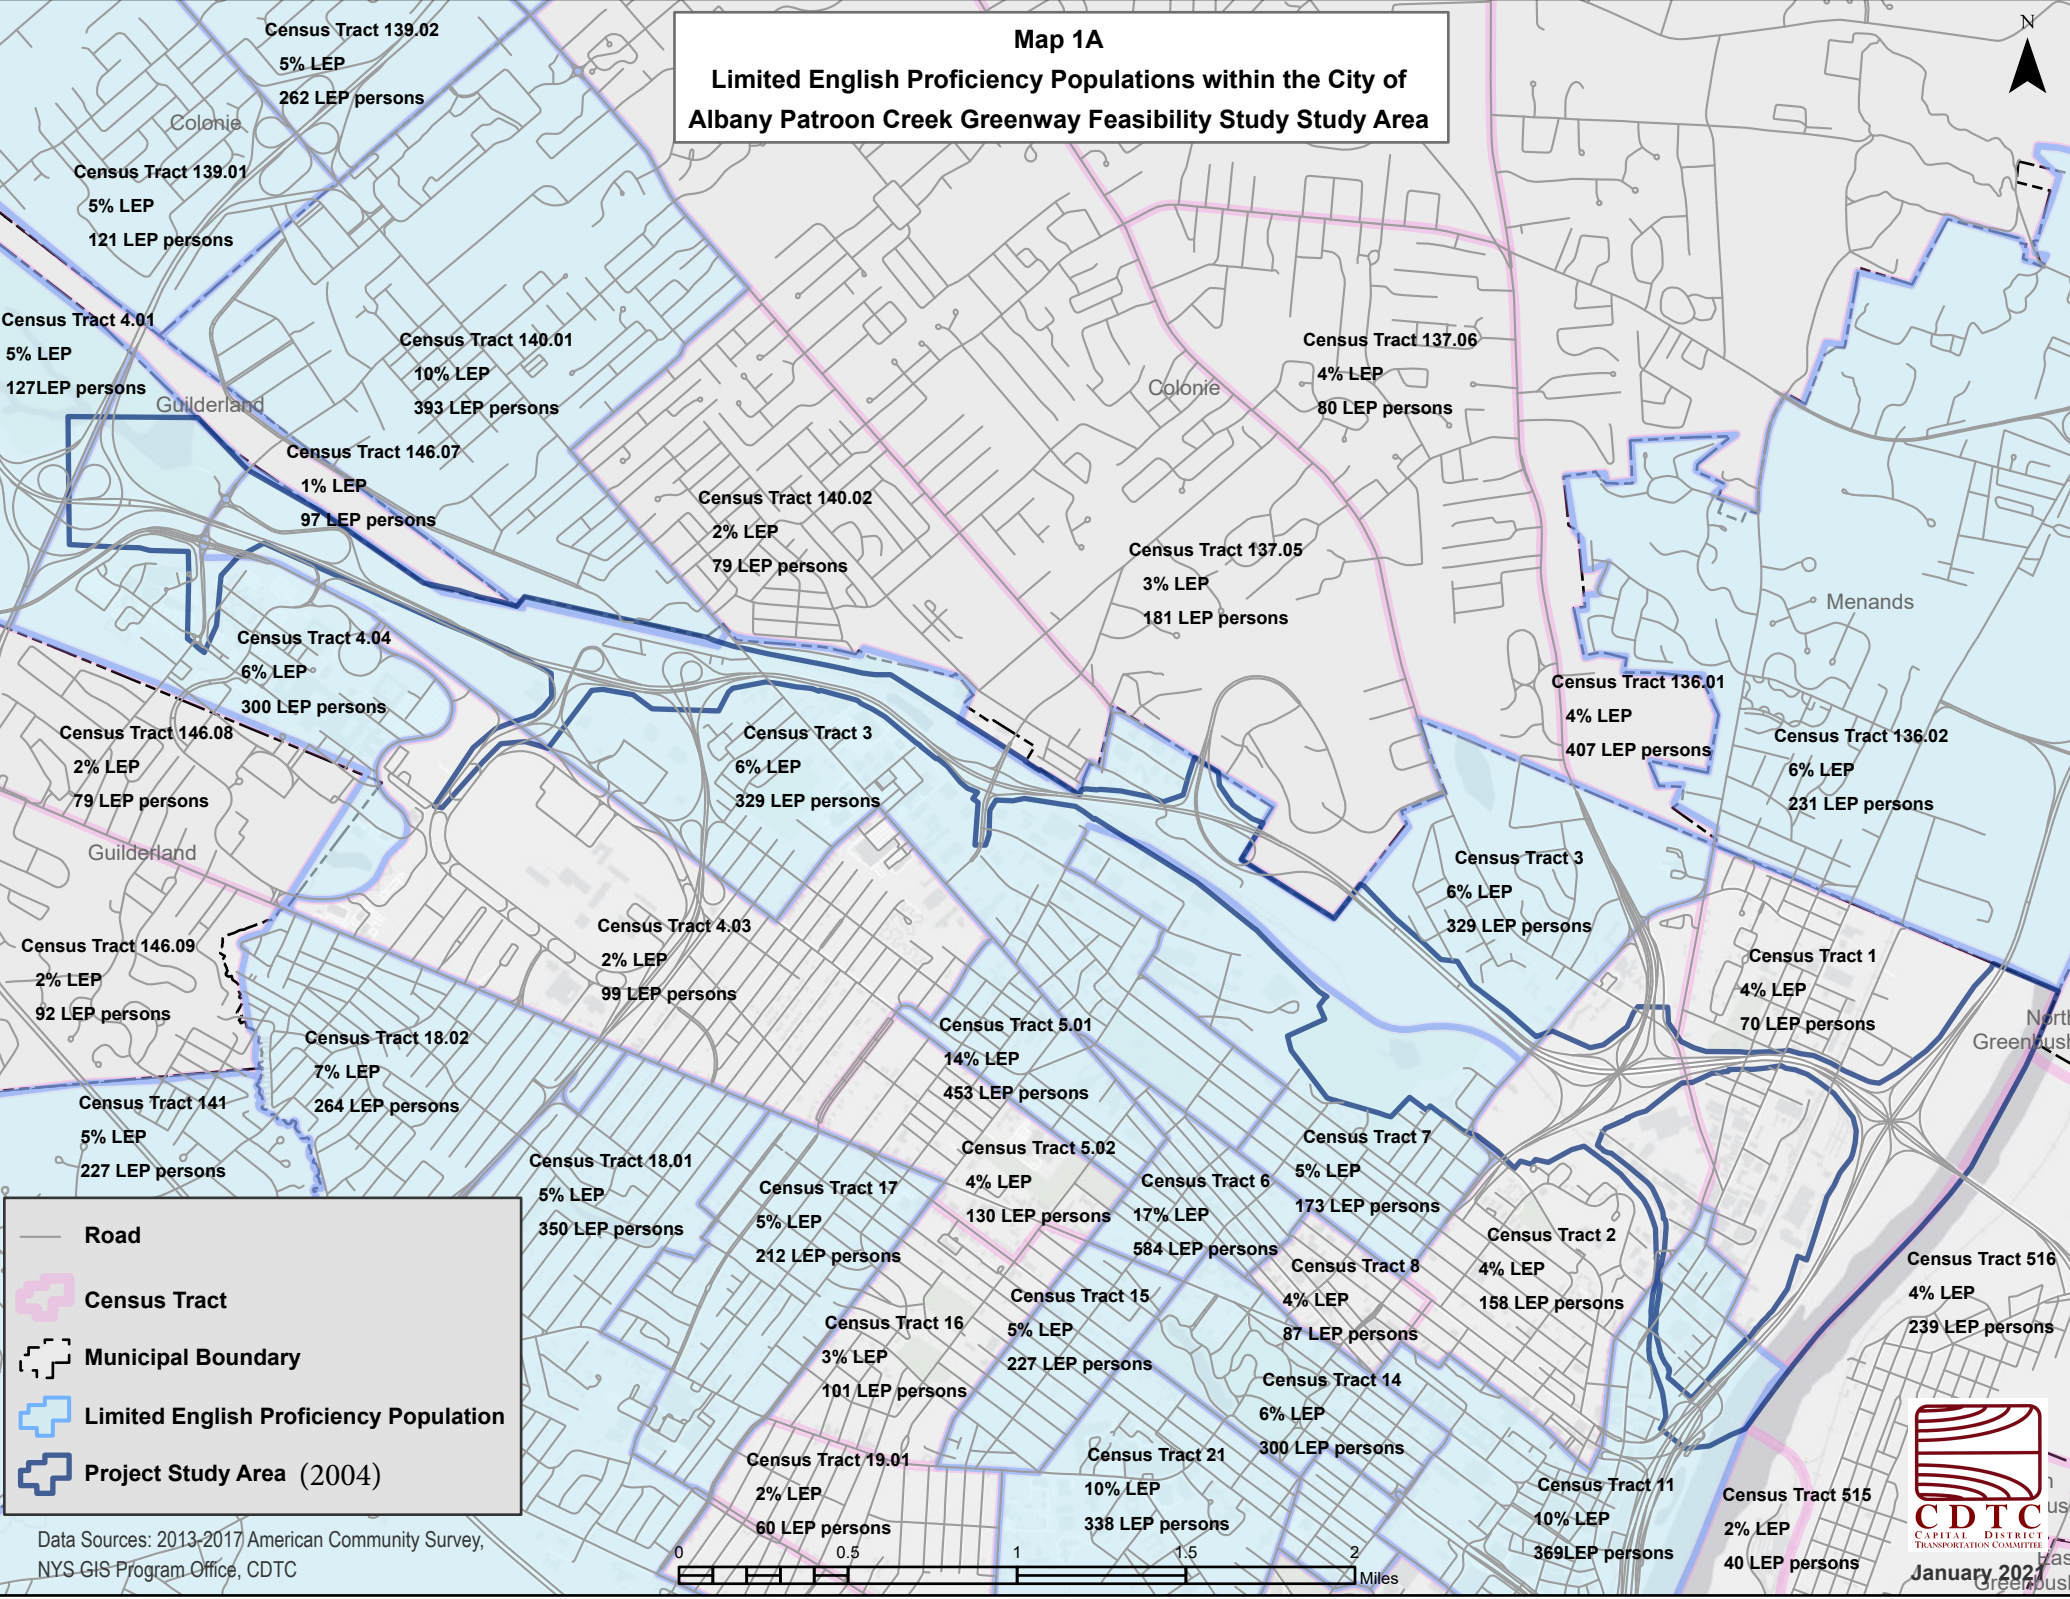 Map 1A
Limited English Proficiency Populations within the City of
Albany Patroon Creek Greenway Feasibility Study Study Area
N
Census Tract 139.02
5% LEP
262 LEP persons
Colonie
Census Tract 139.01
5% LEP
121 LEP persons
Census Tract 4.01
5% LEP
127LEP persons
Guilderland
Census Tract 140.01
10% LEP
393 LEP persons
Census Tract 146.07
1% LEP
97 LEP persons
Census Tract 140.02
2% LEP
79 LEP persons
Colonie
Census Tract 137.06
4% LEP
80 LEP persons
Census Tract 137.05
3% LEP
181 LEP persons
Menands
Census Tract 136.01
4% LEP
407 LEP persons
Census Tract 136.02
6% LEP
231 LEP persons
Census Tract 4.04
6% LEP
300 LEP persons
Census Tract 146.08
2% LEP
79 LEP persons
Guilderland
Census Tract 3
6% LEP
329 LEP persons
Census Tract 3
6% LEP
329 LEP persons
Census Tract 4.03
2% LEP
99 LEP persons
Census Tract 146.09
2% LEP
92 LEP persons
Census Tract 1
4% LEP
70 LEP persons
North
Greenbush
Census Tract 18.02
7% LEP
264 LEP persons
Census Tract 5.01
14% LEP
453 LEP persons
Census Tract 141
5% LEP
227 LEP persons
Census Tract 18.01
5% LEP
350 LEP persons
Census Tract 17
5% LEP
212 LEP persons
Census Tract 5.02
4% LEP
130 LEP persons
Census Tract 6
17% LEP
584 LEP persons
Census Tract 7
5% LEP
173 LEP persons
Census Tract 8
4% LEP
87 LEP persons
Census Tract 2
4% LEP
158 LEP persons
Census Tract 516
4% LEP
239 LEP persons
Census Tract 16
3% LEP
101 LEP persons
Census Tract 15
5% LEP
227 LEP persons
Census Tract 14
6% LEP
300 LEP persons
Census Tract 19.01
2% LEP
60 LEP persons
Census Tract 21
10% LEP
338 LEP persons
Census Tract 11
10% LEP
369LEP persons
Census Tract 515
2% LEP
40 LEP persons
Road
Census Tract
Municipal Boundary
Limited English Proficiency Population
Project Study Area (2004)
Data Sources: 2013-2017 American Community Survey,
NYS GIS Program Office, CDTC
0 0.5 1 1.5 2
Miles
CDTC
CAPITAL DISTRICT
TRANSPORTATION COMMITTEE
January 2021
Greenbush